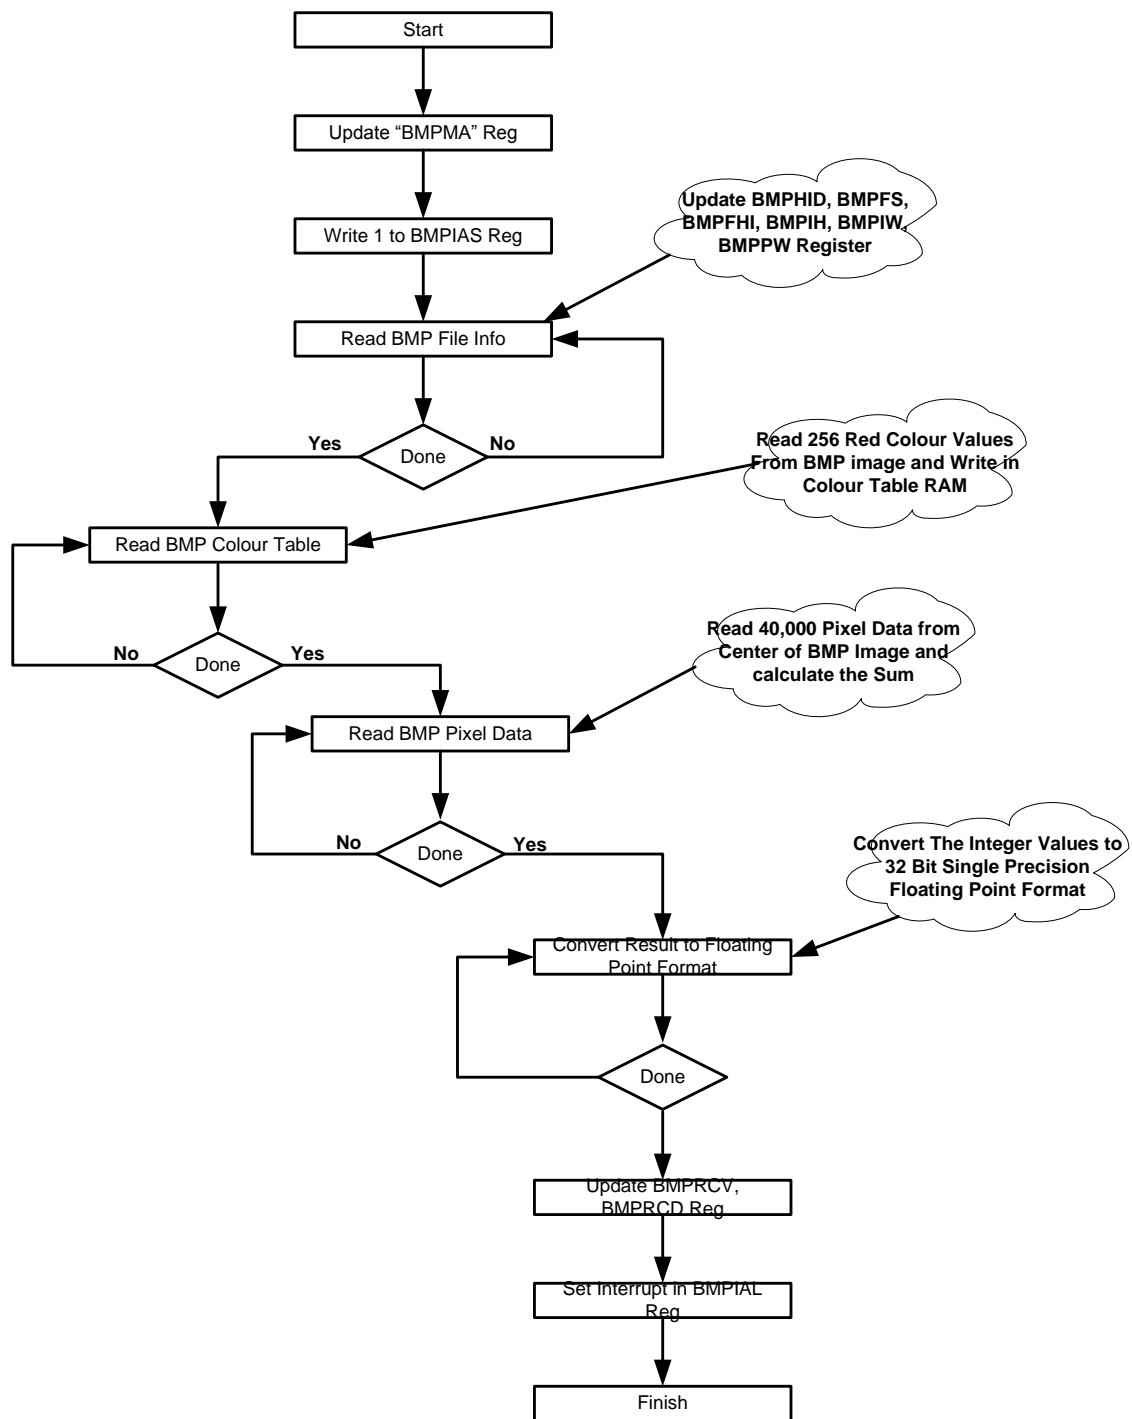 Start
Update “BMPMA” Reg
Write 1 to BMPIAS Reg
Update BMPHID, BMPFS,
BMPFHI, BMPIH, BMPIW,
BMPPW Register
Read BMP File Info
Yes
No
Done
Read 256 Red Colour Values
From BMP image and Write in
Colour Table RAM
Read BMP Colour Table
No
Yes
Done
Read 40,000 Pixel Data from
Center of BMP Image and
calculate the Sum
Read BMP Pixel Data
No
Yes
Done
Convert The Integer Values to
32 Bit Single Precision
Floating Point Format
Convert Result to Floating
Point Format
Done
Update BMPRCV,
BMPRCD Reg
Set Interrupt in BMPIAL
Reg
Finish